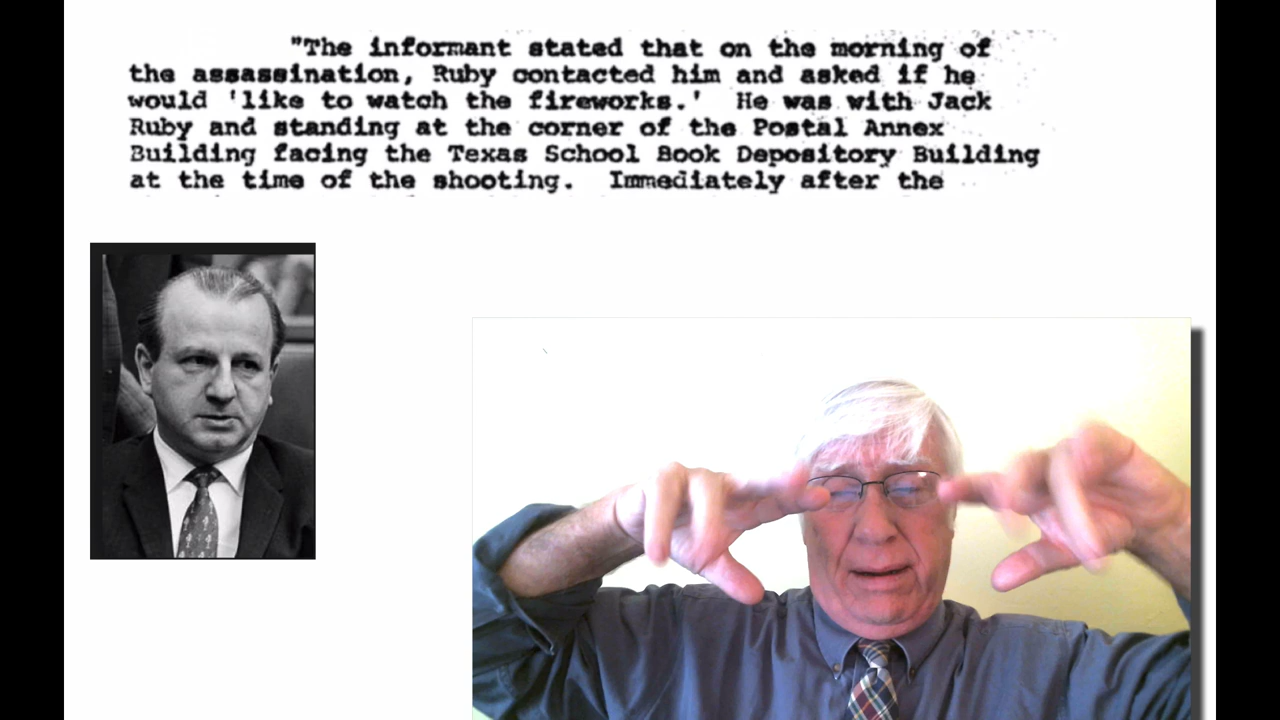 "The informant stated that on the morning of
the assassination, Ruby contacted him and asked if he
would 'like to watch the fireworks.' He was with Jack
Ruby and standing at the corner of the Postal Annex
Building facing the Texas School Book Depository Building
at the time of the shooting. Immediately after the